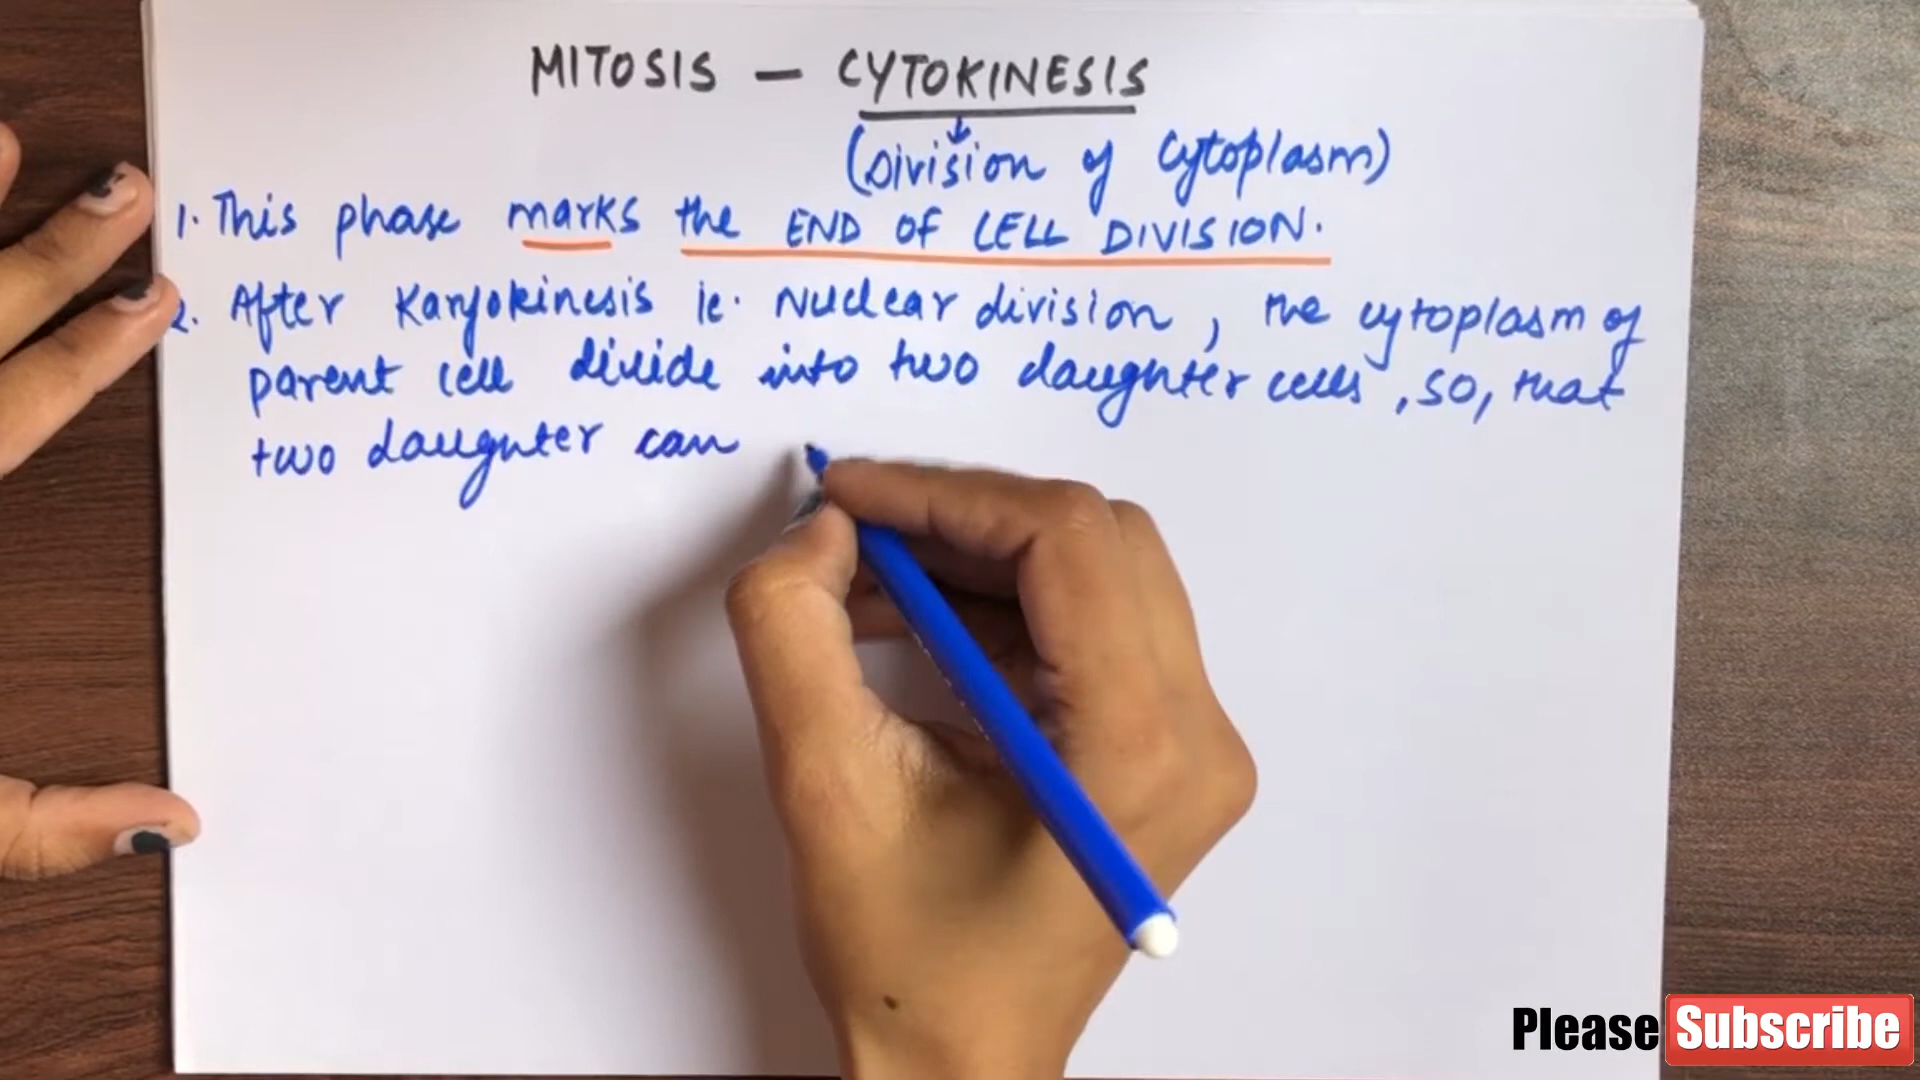 MITOSIS — CYTOKINESIS
(Division of Cytoplasm)
1. This phase marks the END OF CELL DIVISION.
2. After Karyokinesis ie. Nuclear division, the cytoplasm of
parent cell divide into two daughter cells, so, that
two daughter can
Please Subscribe